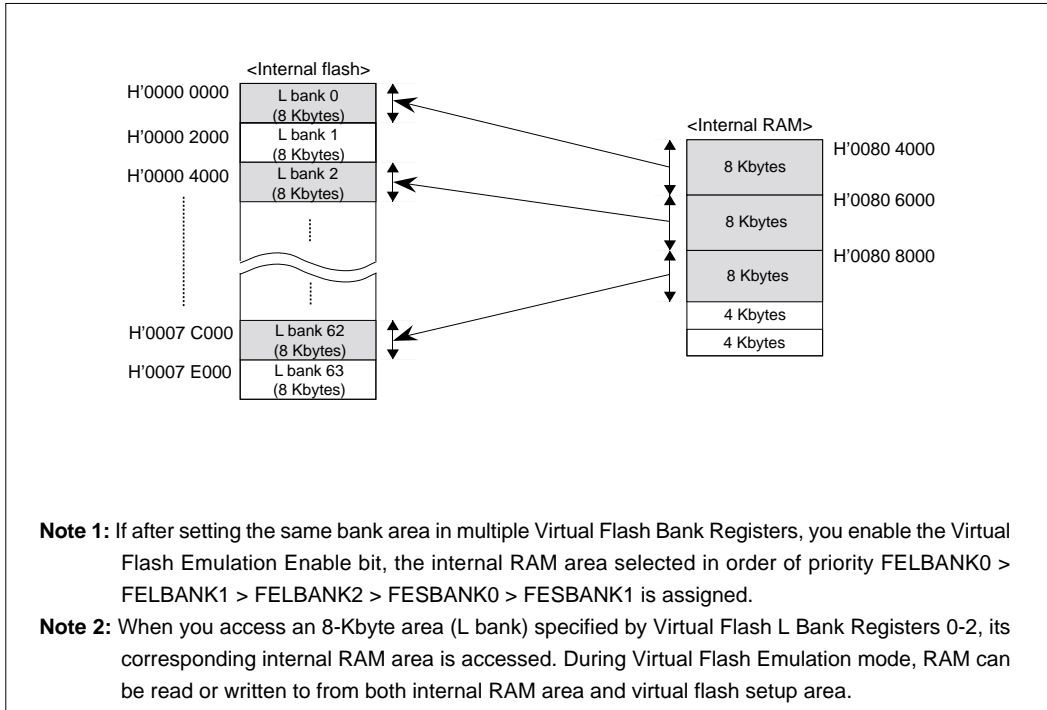 <Internal flash>
H'0000 0000
L bank 0
(8 Kbytes)
H'0000 2000
L bank 1
(8 Kbytes)
H'0000 4000
L bank 2
(8 Kbytes)
H'0007 C000
L bank 62
(8 Kbytes)
H'0007 E000
L bank 63
(8 Kbytes)
<Internal RAM>
H'0080 4000
8 Kbytes
H'0080 6000
8 Kbytes
H'0080 8000
8 Kbytes
4 Kbytes
4 Kbytes
Note 1: If after setting the same bank area in multiple Virtual Flash Bank Registers, you enable the Virtual
Flash Emulation Enable bit, the internal RAM area selected in order of priority FELBANK0 >
FELBANK1 > FELBANK2 > FESBANK0 > FESBANK1 is assigned.
Note 2: When you access an 8-Kbyte area (L bank) specified by Virtual Flash L Bank Registers 0-2, its
corresponding internal RAM area is accessed. During Virtual Flash Emulation mode, RAM can
be read or written to from both internal RAM area and virtual flash setup area.